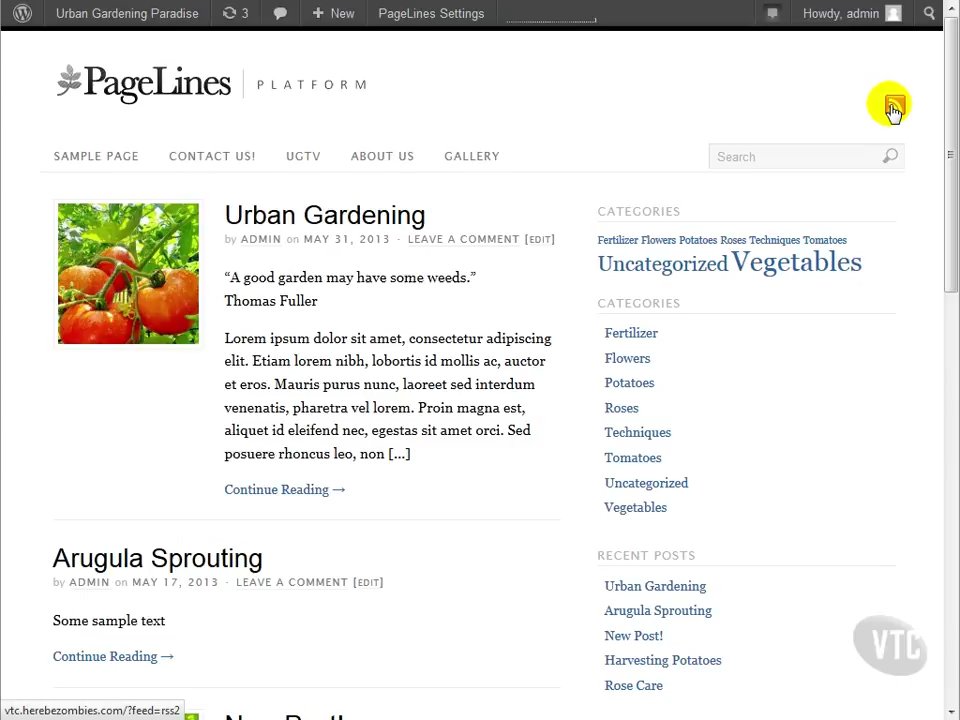 Urban Gardening Paradise 3 New PageLines Settings Howdy, admin
PageLines PLATFORM
SAMPLE PAGE CONTACT US! UGTV ABOUT US GALLERY Search
Urban Gardening
by ADMIN on MAY 31, 2013 · LEAVE A COMMENT [EDIT]
“A good garden may have some weeds.”
Thomas Fuller
Lorem ipsum dolor sit amet, consectetur adipiscing
elit. Etiam lorem nibh, lobortis id mollis ac, auctor
et eros. Mauris purus nunc, laoreet sed interdum
venenatis, pharetra vel lorem. Proin magna est,
aliquet id eleifend nec, egestas sit amet orci. Sed
posuere rhoncus leo, non [...]
Continue Reading →
Arugula Sprouting
by ADMIN on MAY 17, 2013 · LEAVE A COMMENT [EDIT]
Some sample text
Continue Reading →
CATEGORIES
Fertilizer Flowers Potatoes Roses Techniques Tomatoes
Uncategorized Vegetables
CATEGORIES
Fertilizer
Flowers
Potatoes
Roses
Techniques
Tomatoes
Uncategorized
Vegetables
RECENT POSTS
Urban Gardening
Arugula Sprouting
New Post!
Harvesting Potatoes
Rose Care
VTC
vtc.herebezombies.com/?feed=rss2